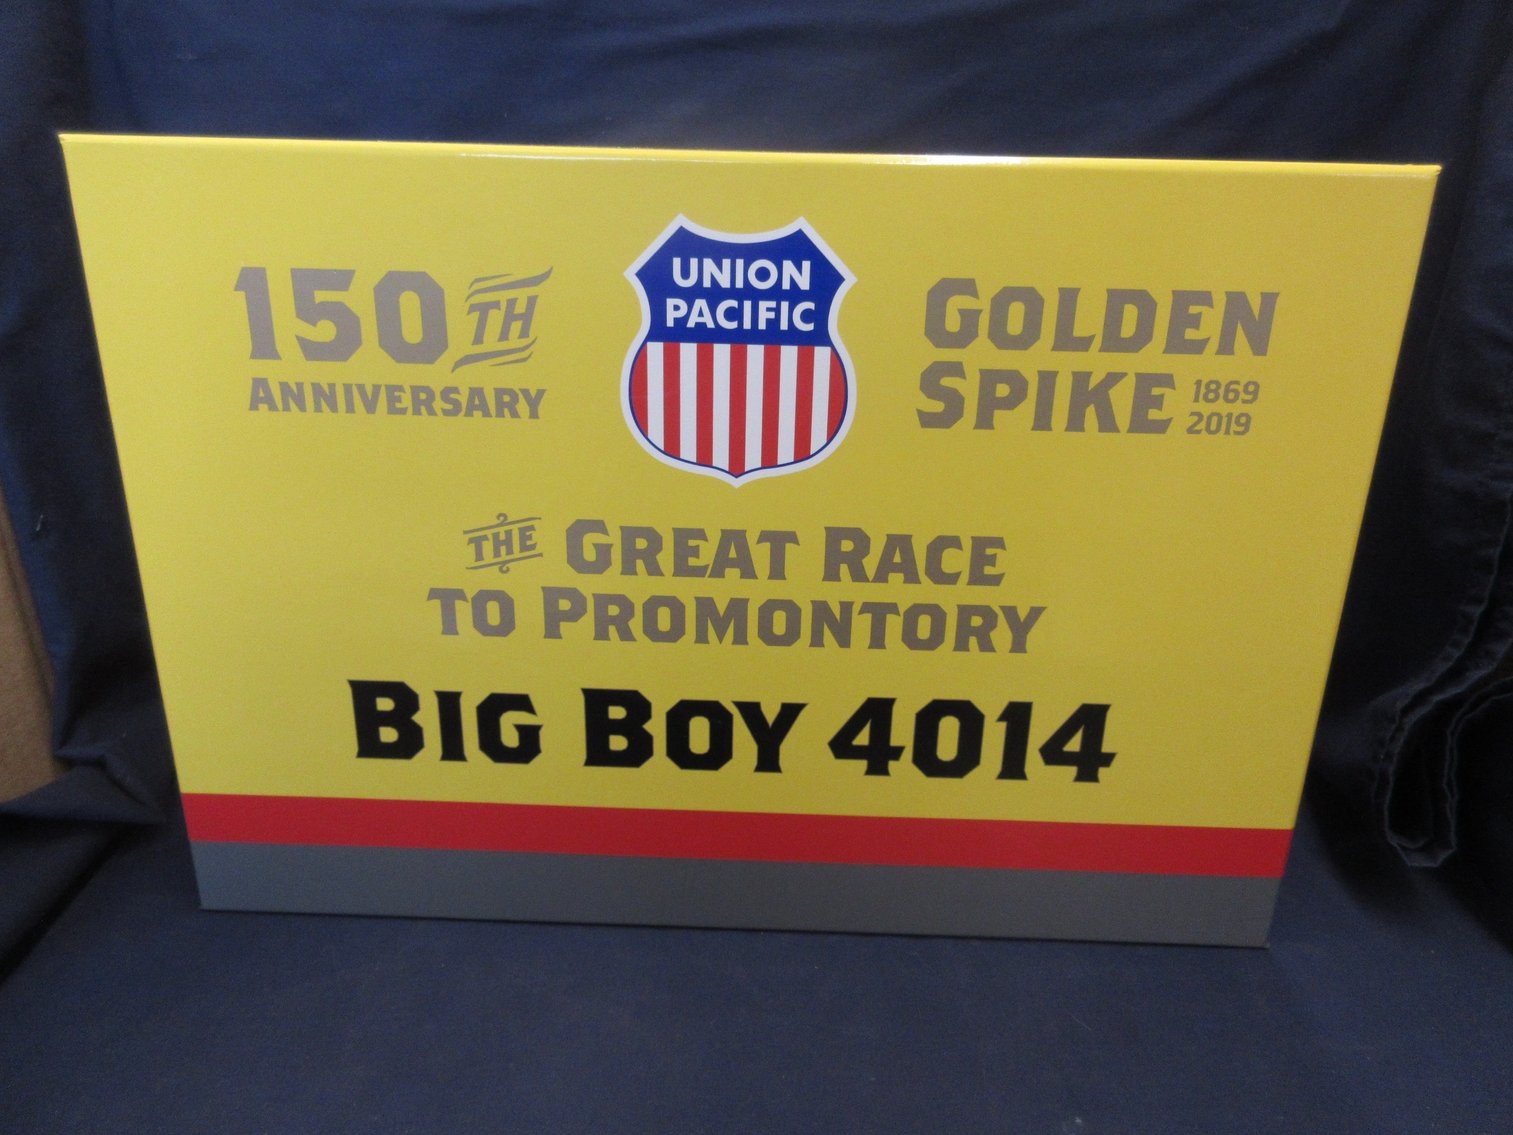 150TH
ANNIVERSARY
UNION
PACIFIC
GOLDEN
SPIKE 1869
2019
THE GREAT RACE
TO PROMONTORY
BIG BOY 4014